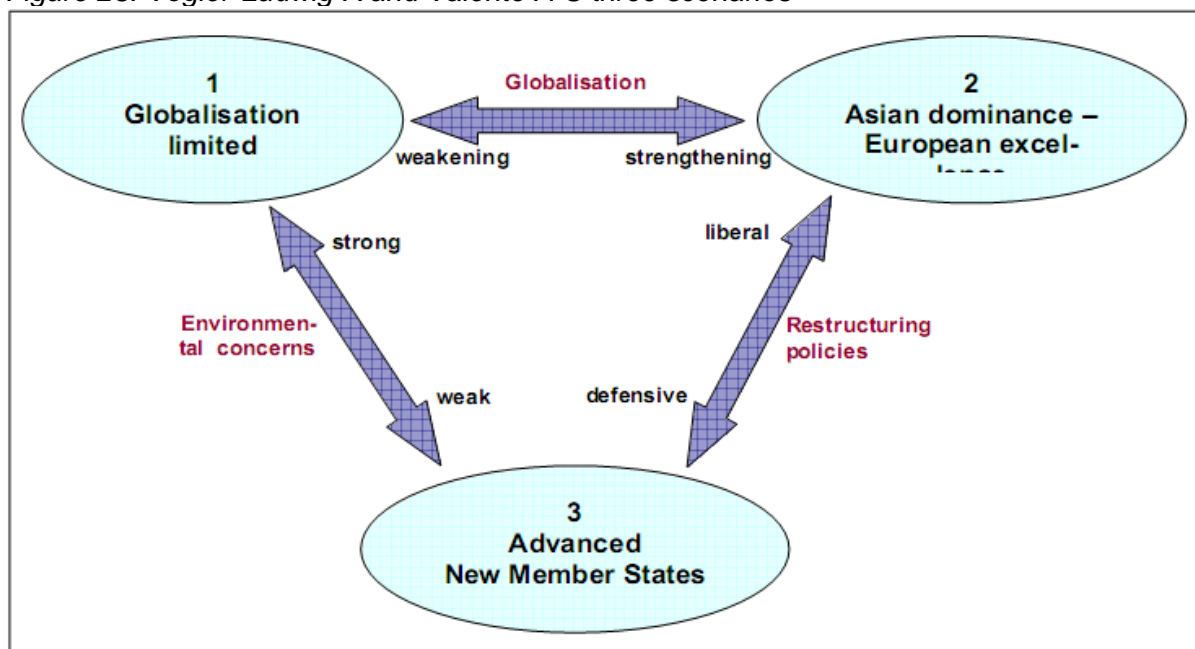 1
Globalisation
limited
Globalisation
weakening
strengthening
2
Asian dominance –
European excel-
strong
liberal
Environmen-
tal concerns
Restructuring
policies
weak
defensive
3
Advanced
New Member States